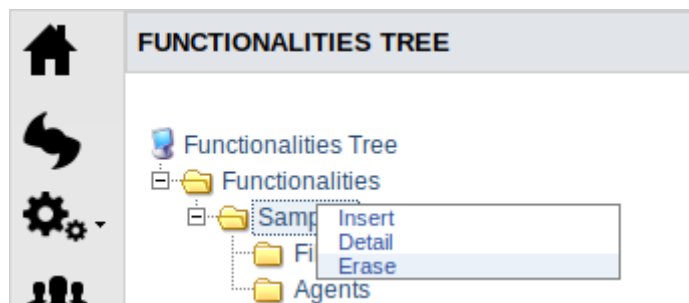 FUNCTIONALITIES TREE
Functionalities Tree
Functionalities
Insert
Detail
Erase
Agents